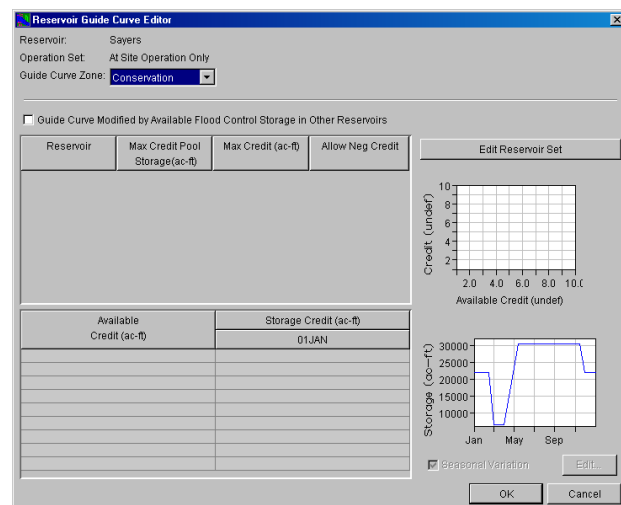 Reservoir Guide Curve Editor
Reservoir: Sayers
Operation Set: At Site Operation Only
Guide Curve Zone: Conservation
Guide Curve Modified by Available Flood Control Storage in Other Reservoirs
Reservoir
Max Credit Pool
Storage(ac-ft)
Max Credit (ac-ft)
Allow Neg Credit
Edit Reservoir Set
Credit (undef)
10
8
6
4
2
2.0 4.0 6.0 8.0 10.0
Available Credit (undef)
Available
Credit (ac-ft)
Storage Credit (ac-ft)
01JAN
Storage (ac-ft)
30000
25000
20000
15000
10000
Jan May Sep
Seasonal Variation
Edit...
OK
Cancel